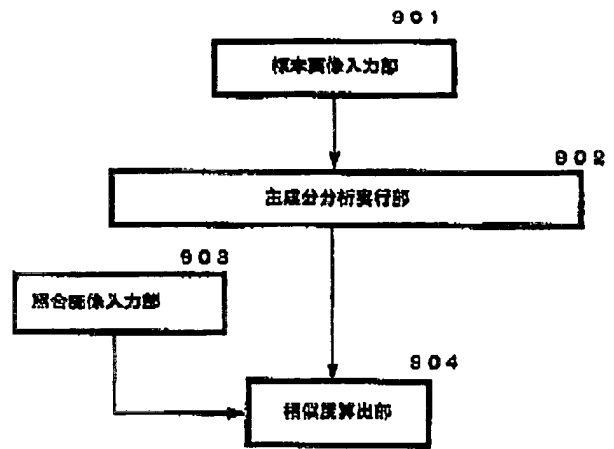 901
標本画像入力部
902
主成分分析実行部
903
照合画像入力部
904
相似度算出部